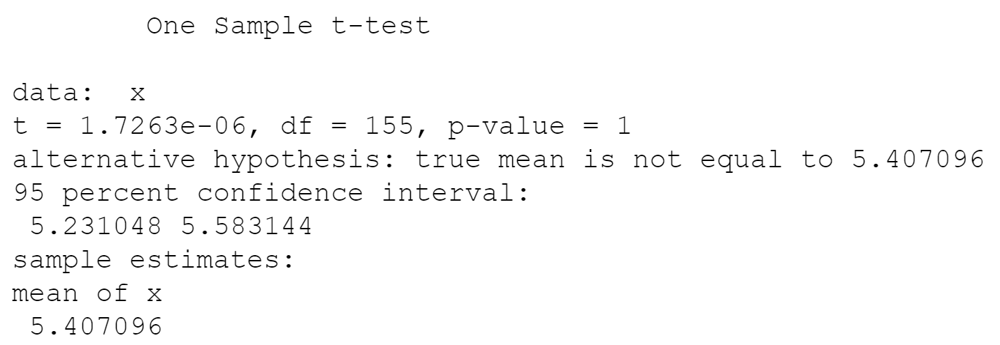 One Sample t-test
data: x
t = 1.7263e-06, df = 155, p-value = 1
alternative hypothesis: true mean is not equal to 5.407096
95 percent confidence interval:
5.231048 5.583144
sample estimates:
mean of x
5.407096